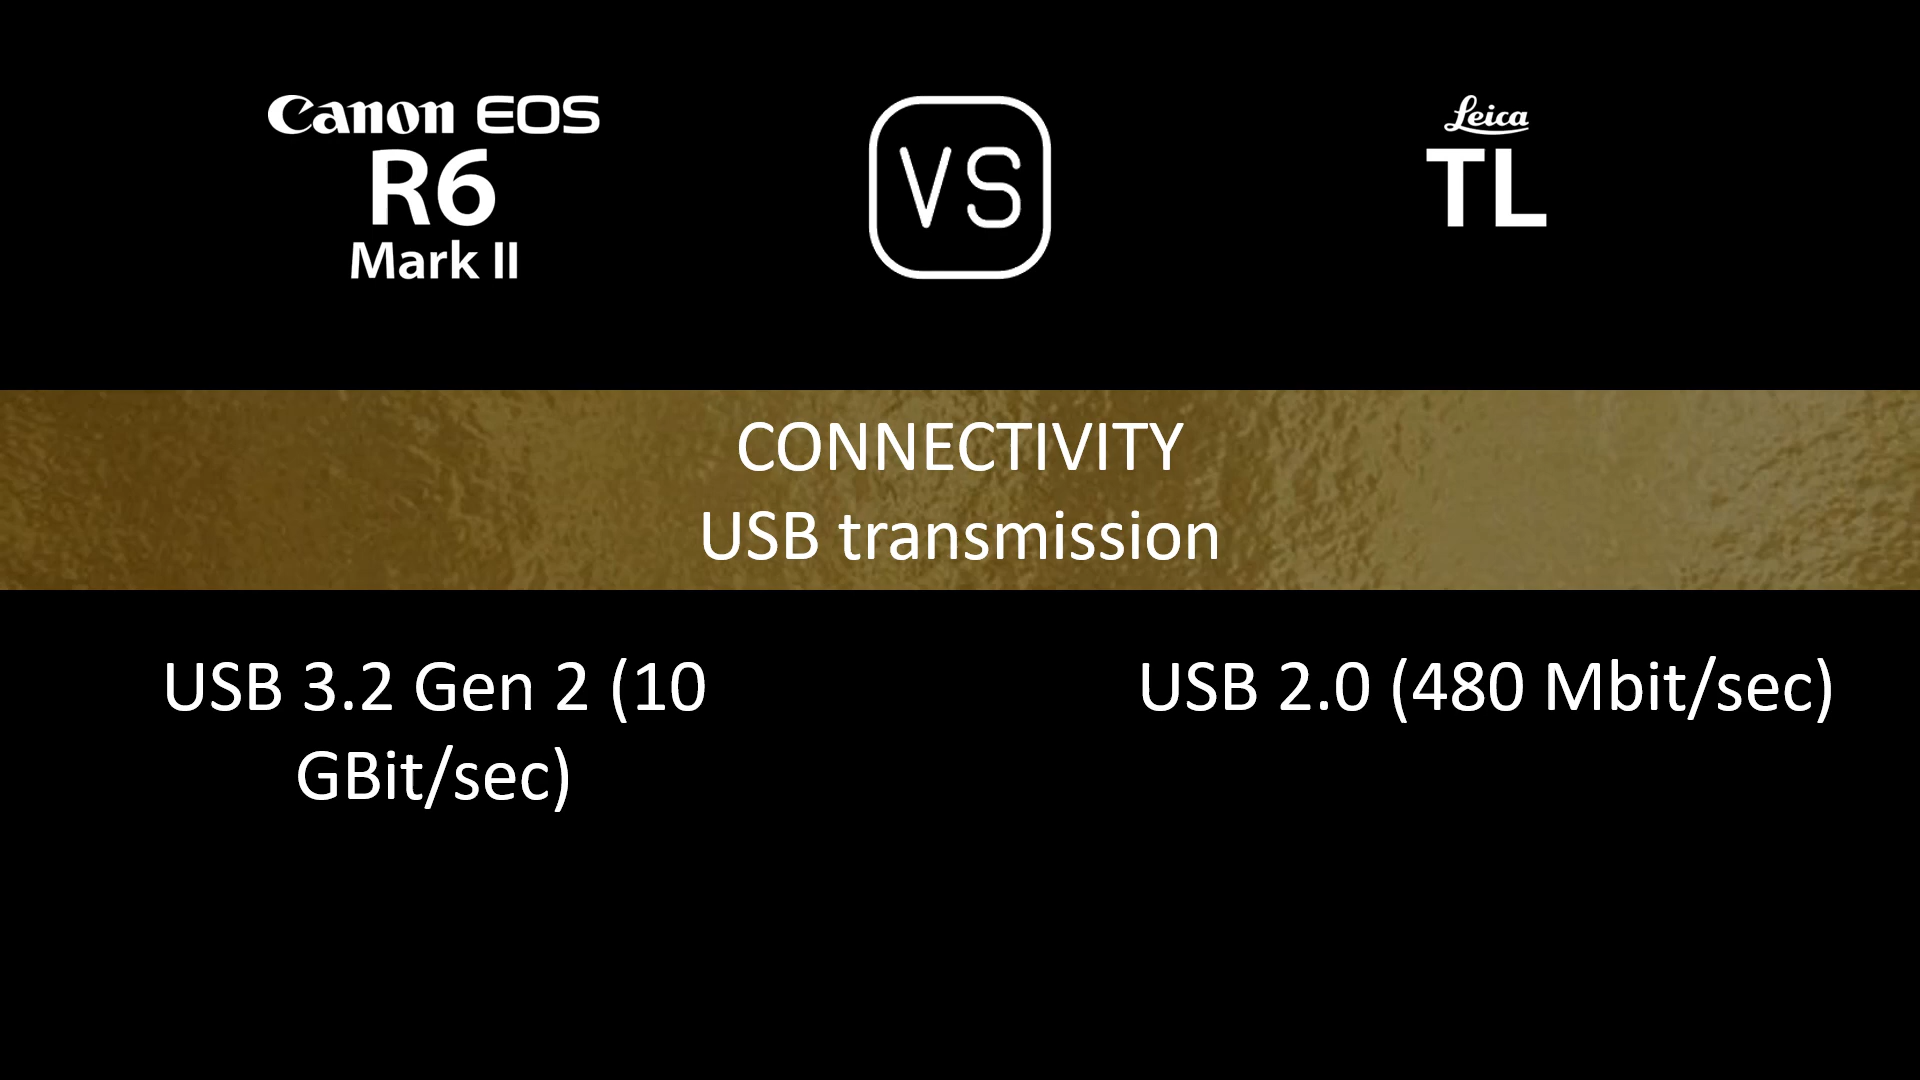 Canon EOS
R6
Mark II
VS
Leica
TL
CONNECTIVITY
USB transmission
USB 3.2 Gen 2 (10
GBit/sec)
USB 2.0 (480 Mbit/sec)